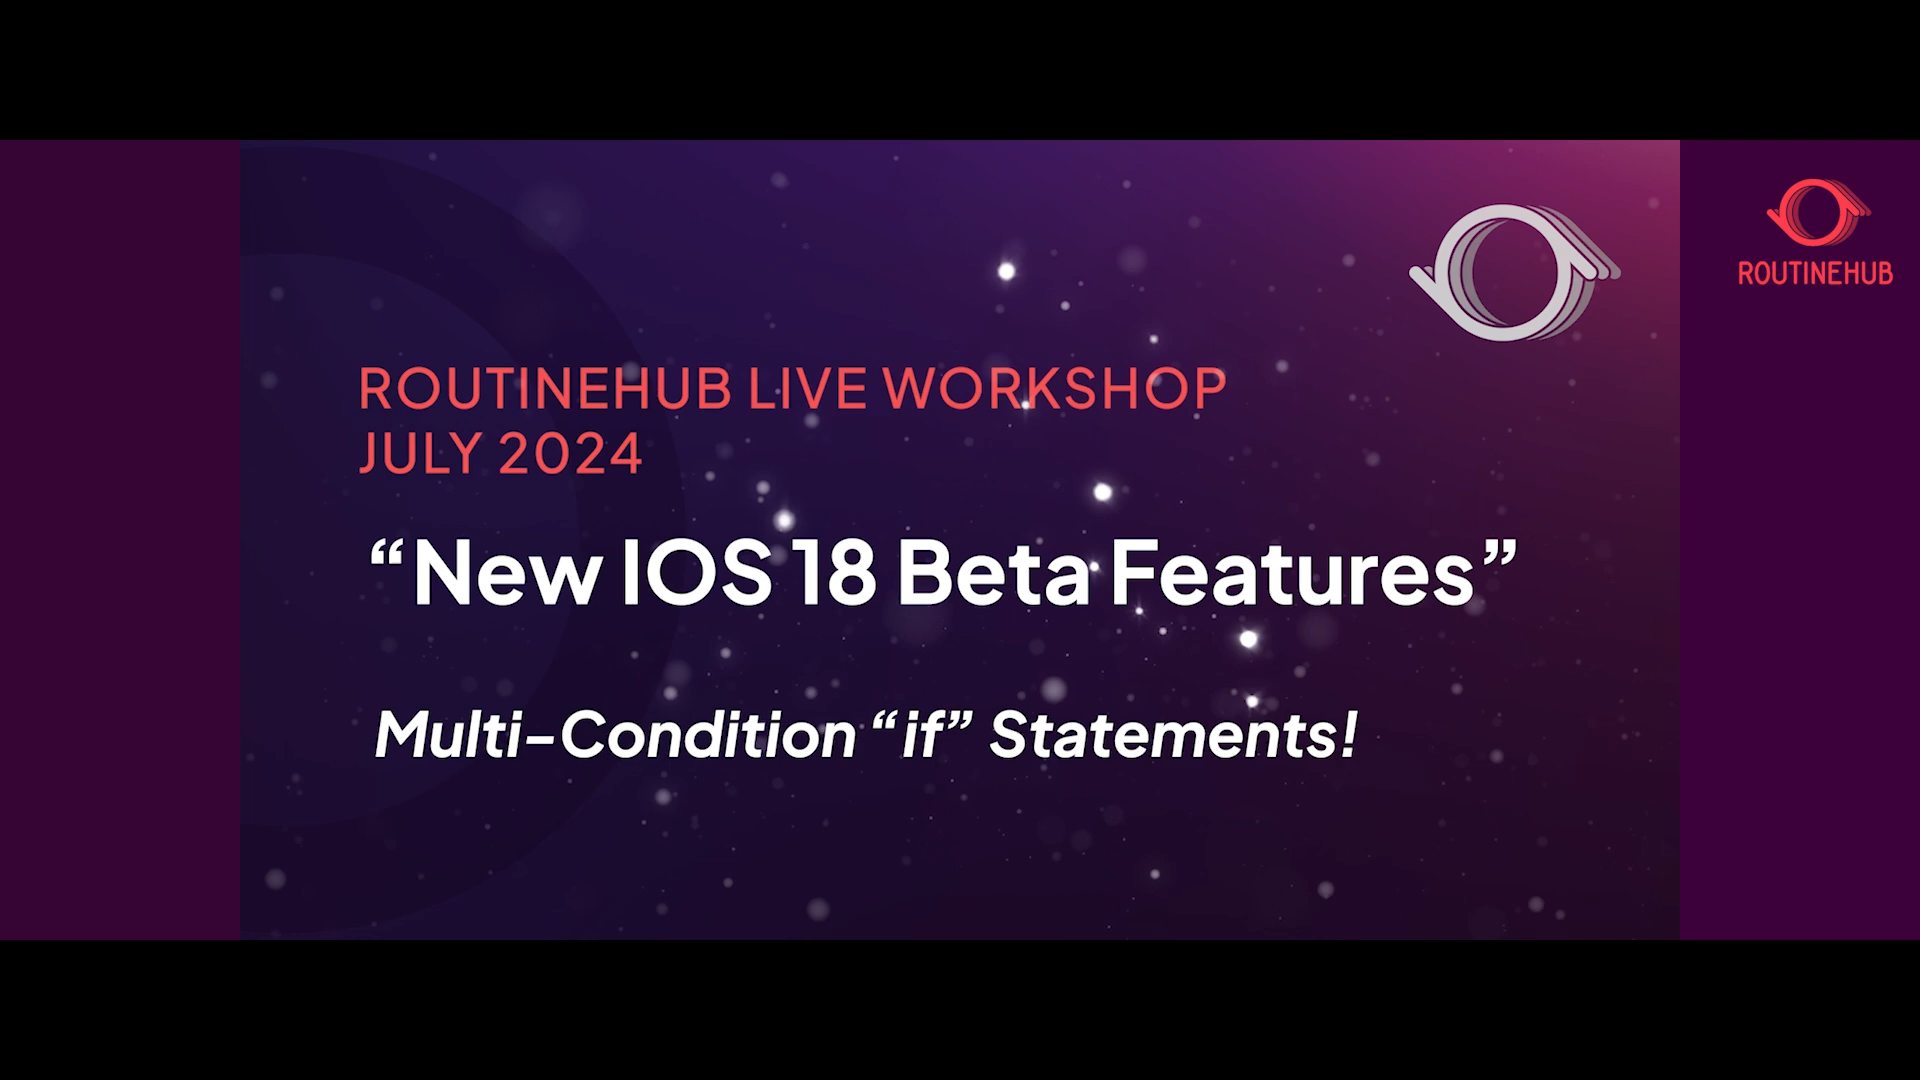 ROUTINEHUB
ROUTINEHUB LIVE WORKSHOP
JULY 2024
“New IOS 18 Beta Features”
Multi-Condition “if” Statements!